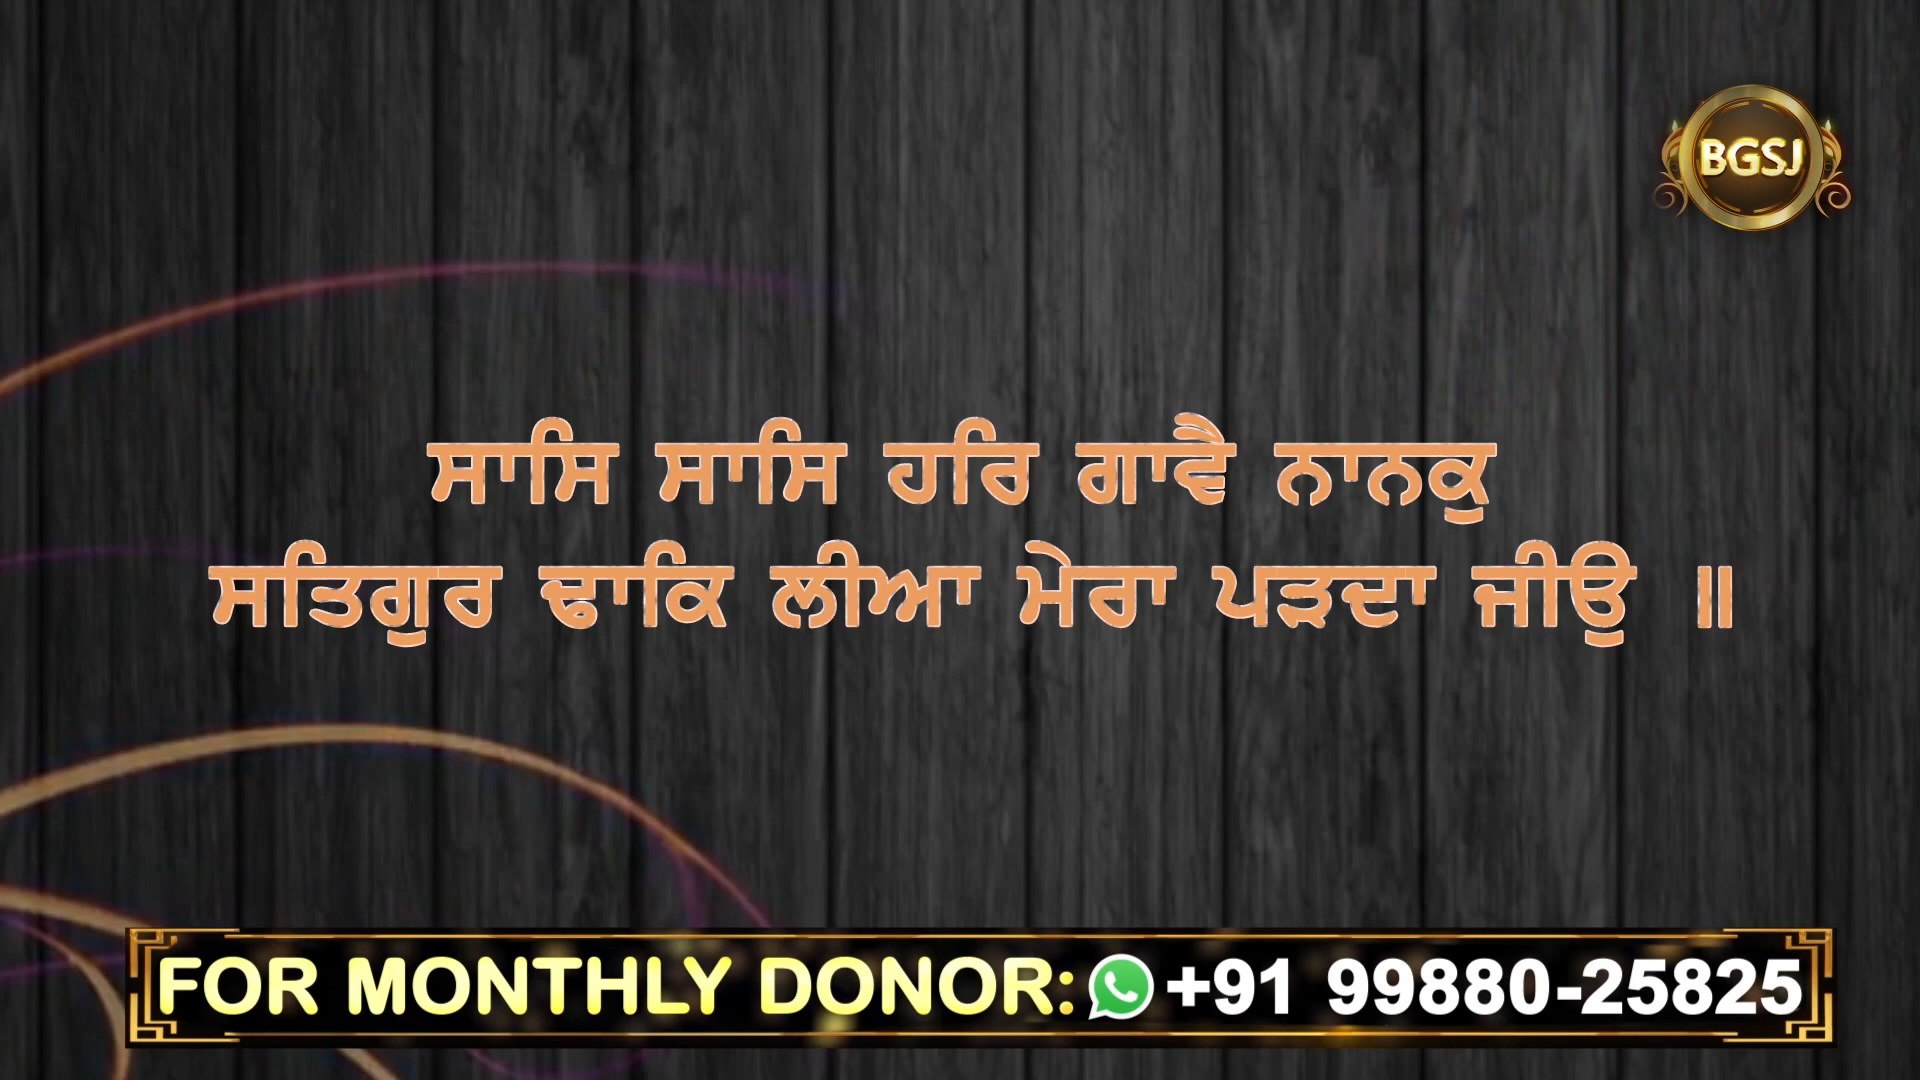 BGSJ
ਸਾਸਿ ਸਾਸਿ ਹਰਿ ਗਾਵੈ ਨਾਨਕੁ
ਸਤਿਗੁਰ ਢਾਕਿ ਲੀਆ ਮੇਰਾ ਪੜਦਾ ਜੀਉ ॥
FOR MONTHLY DONOR: +91 99880-25825